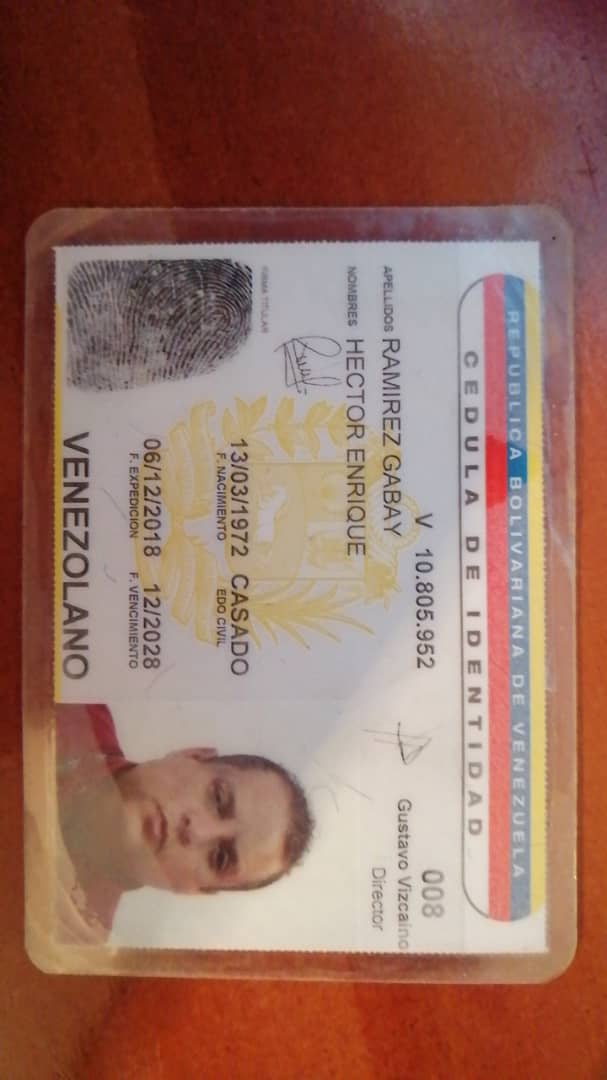 REPUBLICA BOLIVARIANA DE VENEZUELA
CEDULA DE IDENTIDAD
V 10.805.952
008
Gustavo Vizcaino
Director
APELLIDOS RAMIREZ GABAY
NOMBRES HECTOR ENRIQUE
FIRMA TITULAR
13/03/1972 CASADO
F. NACIMIENTO EDO CIVIL
06/12/2018 12/2028
F. EXPEDICION F. VENCIMIENTO
VENEZOLANO